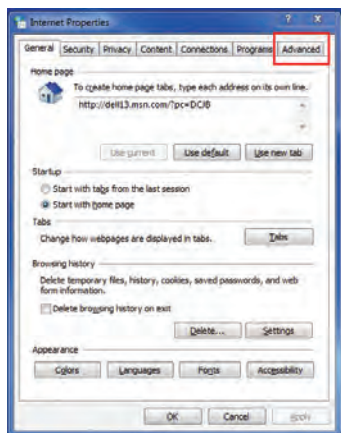 Internet Properties
General Security Privacy Content Connections Programs Advanced
Home page
To create home page tabs, type each address on its own line.
http://dell13.msn.com/?pc=DCJB
Use current Use default Use new tab
Startup
Start with tabs from the last session
Start with home page
Tabs
Change how webpages are displayed in tabs. Tabs
Browsing history
Delete temporary files, history, cookies, saved passwords, and web
form information.
Delete browsing history on exit
Delete... Settings
Appearance
Colors Languages Fonts Accessibility
OK Cancel Apply